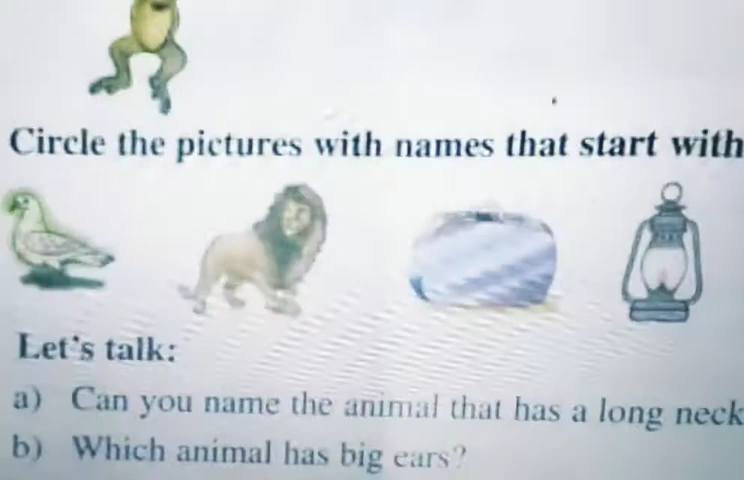 Circle the pictures with names that start with
Let's talk:
a) Can you name the animal that has a long neck
b) Which animal has big ears?